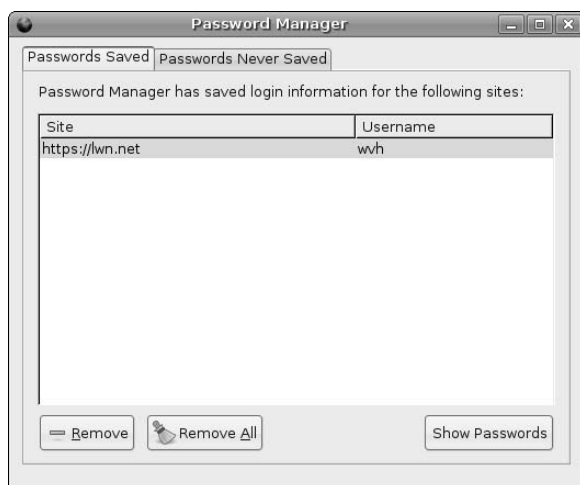 Password Manager
Passwords Saved Passwords Never Saved
Password Manager has saved login information for the following sites:
Site Username
https://lwn.net wvh
Remove Remove All Show Passwords